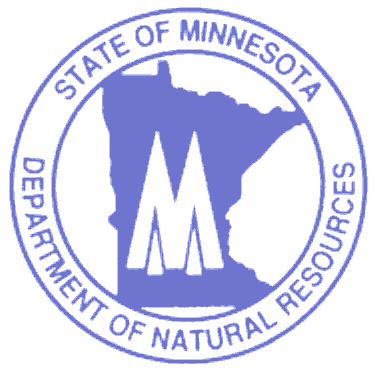 STATE OF MINNESOTA
DEPARTMENT OF NATURAL RESOURCES
M